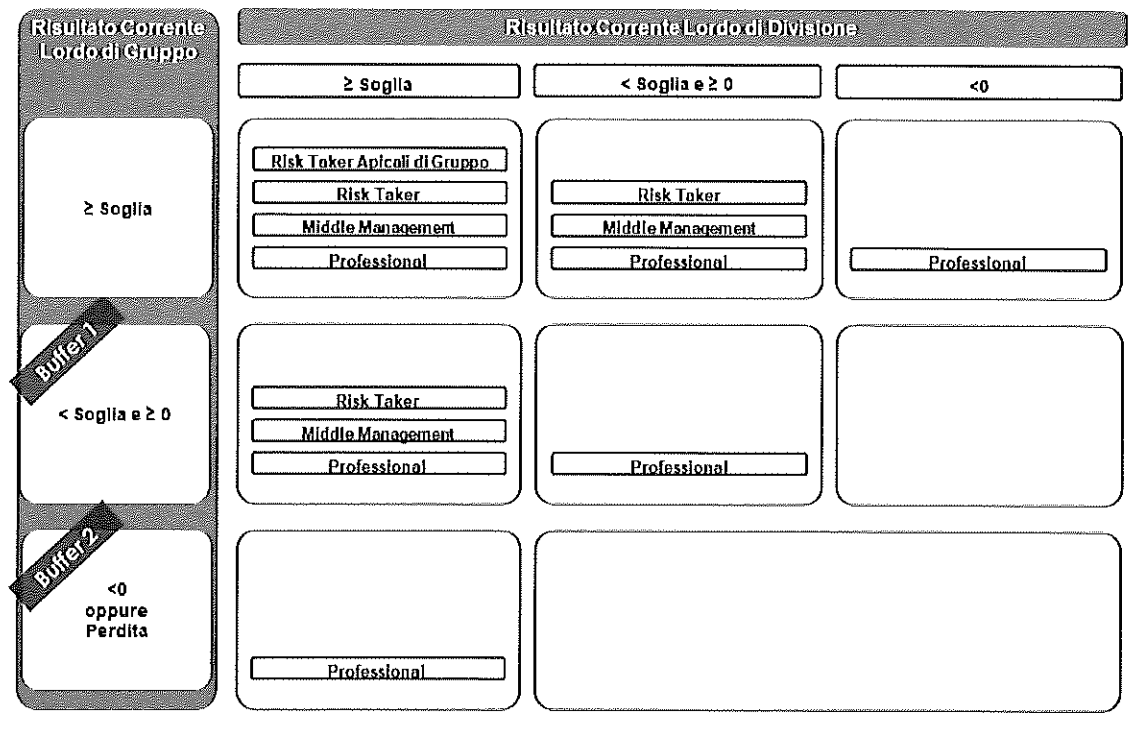 Risultato Corrente
Lordo di Gruppo
Risultato Corrente Lordo di Divisione
≥ Soglia
< Soglia e ≥ 0
<0
≥ Soglia
Risk Taker Apicali di Gruppo
Risk Taker
Middle Management
Professional
Risk Taker
Middle Management
Professional
Professional
Buffer 1
< Soglia e ≥ 0
Risk Taker
Middle Management
Professional
Professional
Buffer 2
<0
oppure
Perdita
Professional